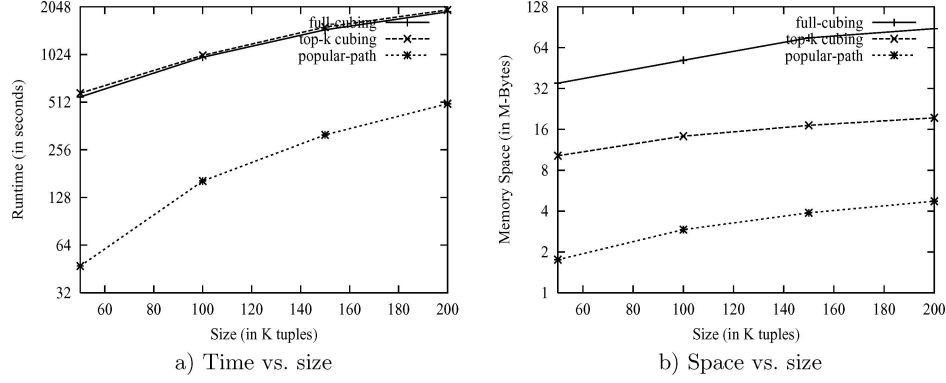 2048
1024
512
256
128
64
32
Runtime (in seconds)
full-cubing
top-k cubing
popular-path
60 80 100 120 140 160 180 200
Size (in K tuples)
a) Time vs. size
128
64
32
16
8
4
2
1
Memory Space (in M-Bytes)
full-cubing
top-k cubing
popular-path
60 80 100 120 140 160 180 200
Size (in K tuples)
b) Space vs. size